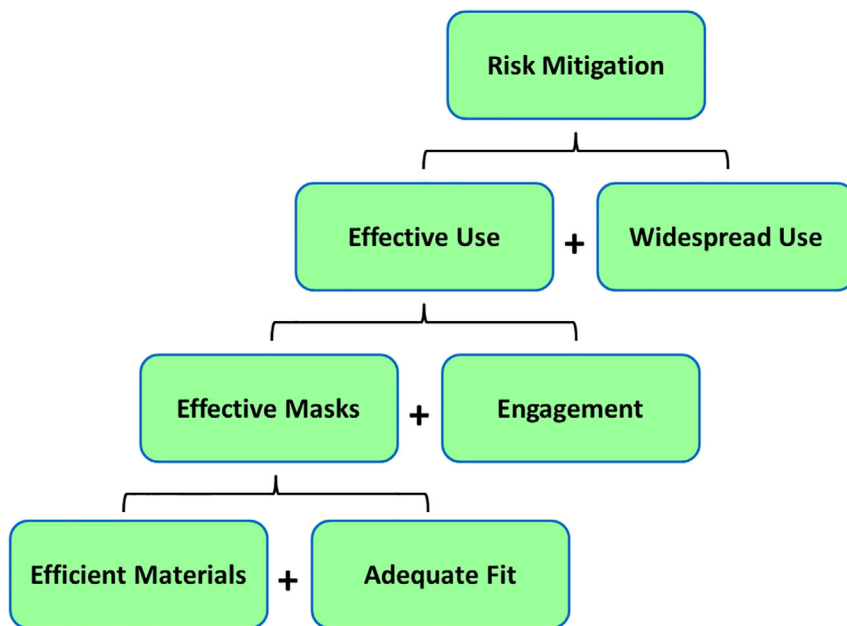 Risk Mitigation
Effective Use + Widespread Use
Effective Masks + Engagement
Efficient Materials + Adequate Fit